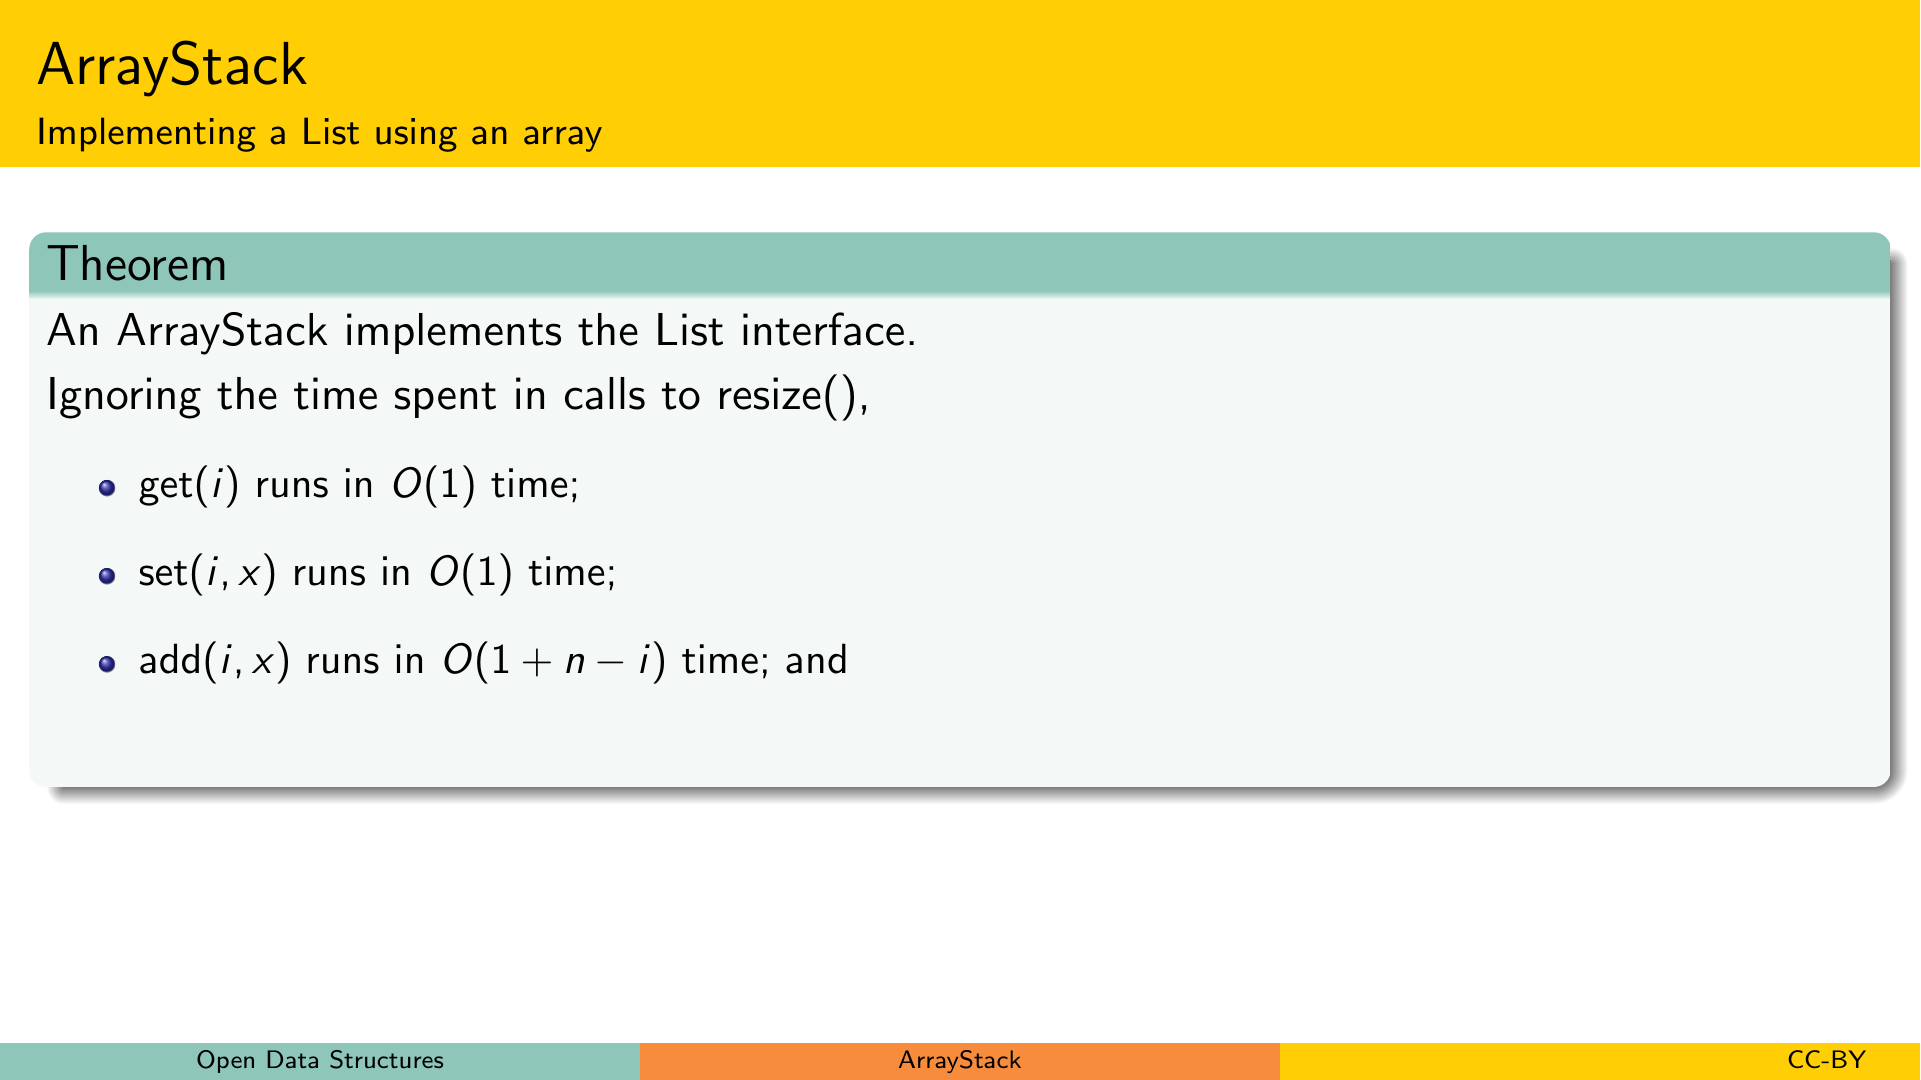 ArrayStack
Implementing a List using an array
Theorem
An ArrayStack implements the List interface.
Ignoring the time spent in calls to resize(),
get(i) runs in O(1) time;
set(i, x) runs in O(1) time;
add(i, x) runs in O(1 + n − i) time; and
Open Data Structures
ArrayStack
CC-BY